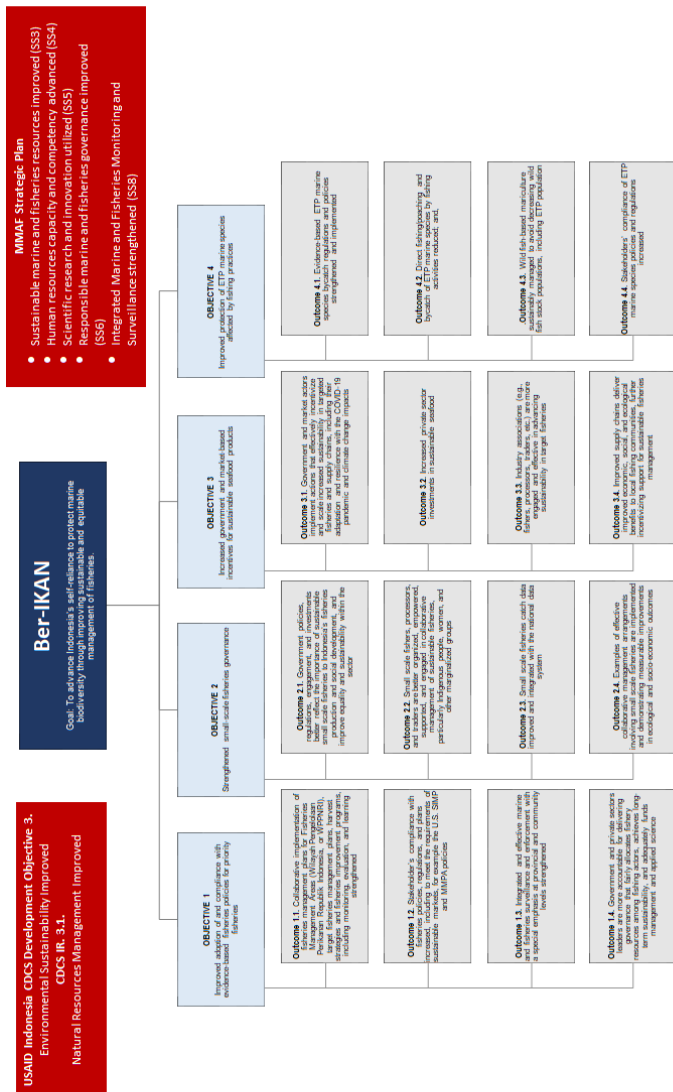 USAID Indonesia CDCS Development Objective 3.
Environmental Sustainability Improved
CDCS IR. 3.1.
Natural Resources Management Improved
Ber-IKAN
Goal: To advance Indonesia's self-reliance to protect marine
biodiversity through improving sustainable and equitable
management of fisheries.
MMAF Strategic Plan
• Sustainable marine and fisheries resources improved (SS3)
• Human resources capacity and competency advanced (SS4)
• Scientific research and innovation utilized (SS5)
• Responsible marine and fisheries governance improved
(SS6)
• Integrated Marine and Fisheries Monitoring and
Surveillance strengthened (SS8)
OBJECTIVE 1
Improved adoption of and compliance with
evidence-based fisheries policies for priority
fisheries
Outcome 1.1. Collaborative implementation of
fisheries management plans for Fisheries
Management Areas (Wilayah Pengelolaan
Perikanan Republik Indonesia, or WPPNRI),
target fisheries management plans, harvest
strategies and fisheries improvement programs,
including monitoring, evaluation, and learning,
strengthened
Outcome 1.2. Stakeholder's compliance with
fisheries policies, regulations, and plans
increased, including to meet the requirements of
sustainable markets, for example the U.S. SIMP
and MMPA policies
Outcome 1.3. Integrated and effective marine
and fisheries surveillance and enforcement with
a special emphasis at provincial and community
levels strengthened
Outcome 1.4. Government and private sectors
leaders are more accountable for delivering
governance that fairly allocates fishery
resources among fishing actors, achieves long-
term sustainability, and adequately funds
management and applied science
OBJECTIVE 2
Strengthened small-scale fisheries governance
Outcome 2.1. Government policies,
regulations, engagement, and investments
better reflect the importance of sustainable
small scale fisheries to Indonesia's fisheries
production and social development, and
improve equality and sustainability within the
sector
Outcome 2.2. Small scale fishers, processors,
and traders are better organized, empowered,
supported, and engaged in collaborative
management of sustainable fisheries,
particularly Indigenous people, women, and
other marginalized groups
Outcome 2.3. Small scale fisheries catch data
improved and integrated with the national data
system
Outcome 2.4. Examples of effective
collaborative management arrangements
involving small scale fisheries are implemented
and demonstrating measurable improvements
in ecological and socio-economic outcomes
OBJECTIVE 3
Increased government and market-based
incentives for sustainable seafood products
Outcome 3.1. Government and market actors
implement actions that effectively incentivize
and scale increased sustainability in targeted
fisheries and supply chains, including their
adaptation and resilience with the COVID-19
pandemic and climate change impacts
Outcome 3.2. Increased private sector
investments in sustainable seafood
Outcome 3.3. Industry associations (e.g.,
fishers, processors, traders, etc.) are more
engaged and effective in advancing
sustainability in target fisheries
Outcome 3.4. Improved supply chains deliver
improved economic, social, and ecological
benefits to local fishing communities, further
incentivizing support for sustainable fisheries
management
OBJECTIVE 4
Improved protection of ETP marine species
affected by fishing practices
Outcome 4.1. Evidence-based ETP marine
species bycatch regulations and policies
strengthened and implemented
Outcome 4.2. Direct fishing/poaching and
bycatch of ETP marine species by fishing
activities reduced; and,
Outcome 4.3. Wild fish-based mariculture
sustainably managed to avoid decreasing wild
fish stock populations, including ETP population
Outcome 4.4. Stakeholders' compliance of ETP
marine species policies and regulations
increased